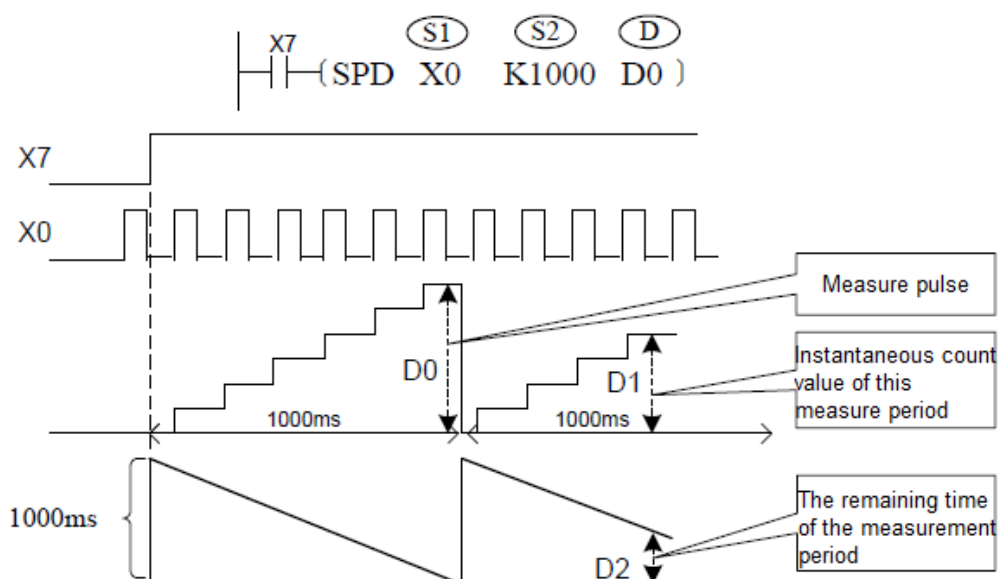 S1 S2 D
X7
SPD X0 K1000 D0
X7
X0
Measure pulse
D0
D1
Instantaneous count
value of this
measure period
1000ms
1000ms
1000ms
The remaining time
of the measurement
period
D2